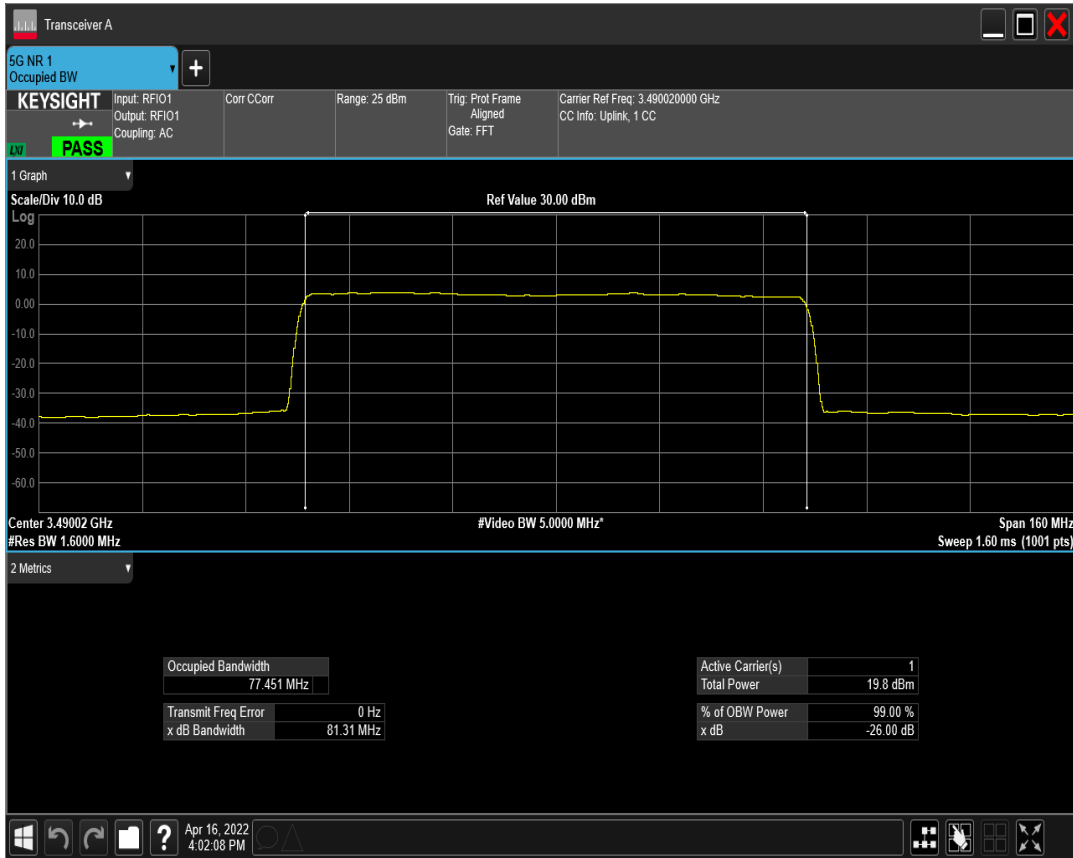 Transceiver A
5G NR 1
Occupied BW
+
KEYSIGHT
LXI
PASS
Input: RFIO1
Output: RFIO1
Coupling: AC
Corr CCorr
Range: 25 dBm
Trig: Prot Frame
Aligned
Gate: FFT
Carrier Ref Freq: 3.490020000 GHz
CC Info: Uplink, 1 CC
1 Graph
Scale/Div 10.0 dB
Ref Value 30.00 dBm
Log
20.0
10.0
0.00
-10.0
-20.0
-30.0
-40.0
-50.0
-60.0
Center 3.49002 GHz
#Video BW 5.0000 MHz*
Span 160 MHz
#Res BW 1.6000 MHz
Sweep 1.60 ms (1001 pts)
2 Metrics
Occupied Bandwidth
77.451 MHz
Transmit Freq Error 0 Hz
x dB Bandwidth 81.31 MHz
Active Carrier(s) 1
Total Power 19.8 dBm
% of OBW Power 99.00 %
x dB -26.00 dB
?
Apr 16, 2022
4:02:08 PM